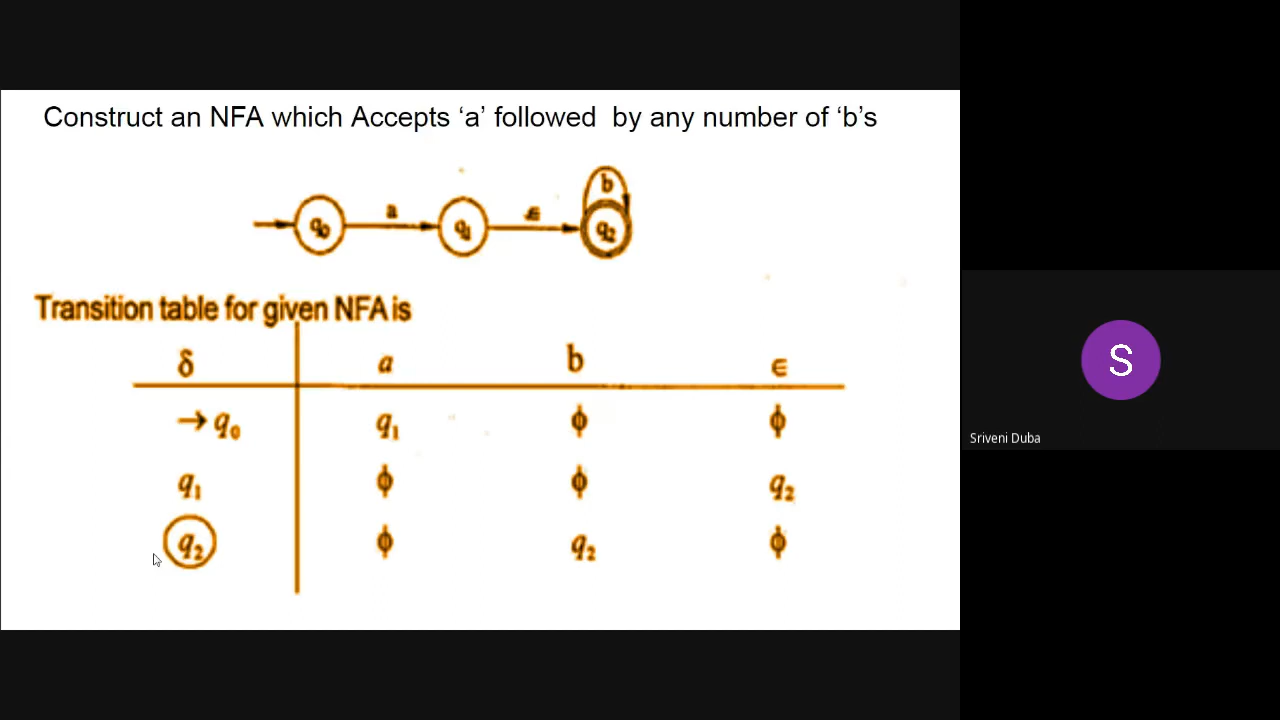 Construct an NFA which Accepts ‘a’ followed by any number of ‘b’s
b
a ϵ
q0 q1 q2
Transition table for given NFA is
δ a b ϵ
→ q0 q1 ϕ ϕ
q1 ϕ ϕ q2
q2 ϕ q2 ϕ
S
Sriveni Duba